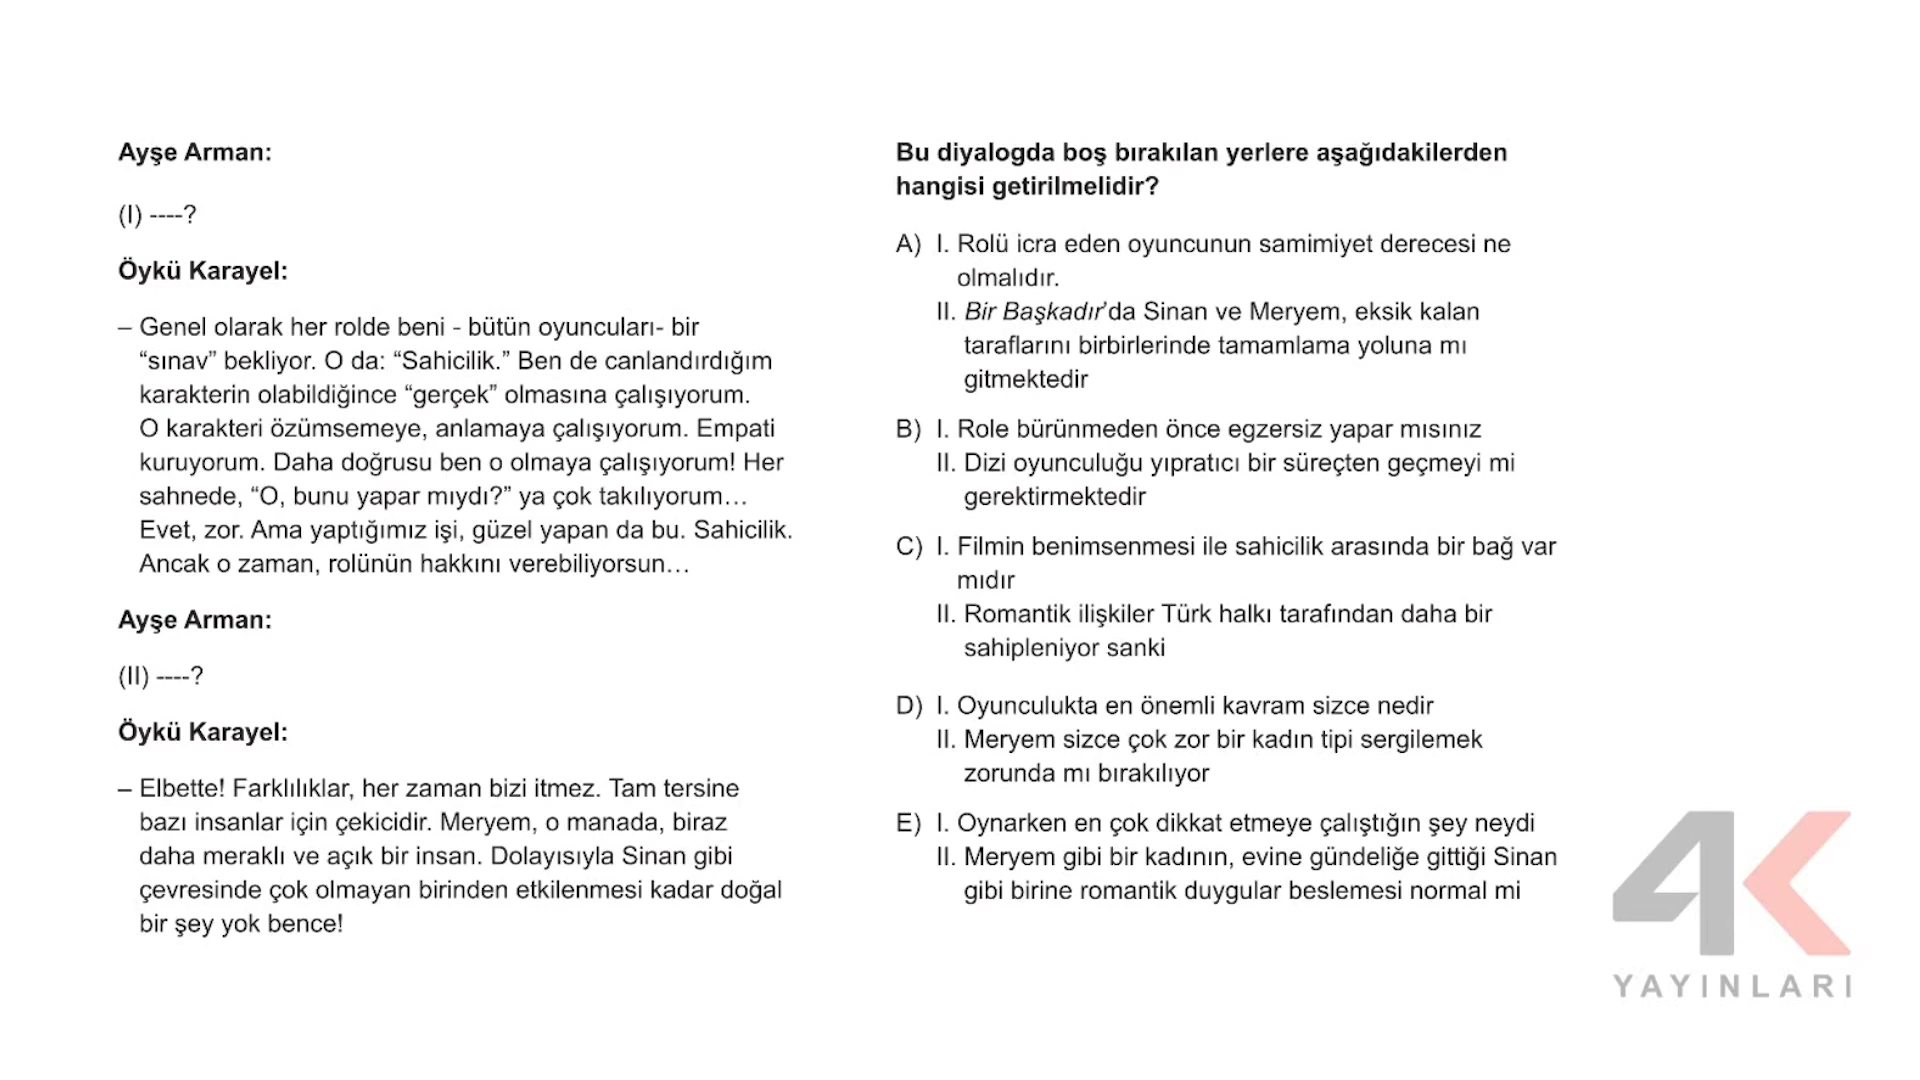 Ayşe Arman:
(I) ----?
Öykü Karayel:
– Genel olarak her rolde beni - bütün oyuncuları- bir
“sınav” bekliyor. O da: “Sahicilik.” Ben de canlandırdığım
karakterin olabildiğince “gerçek” olmasına çalışıyorum.
O karakteri özümsemeye, anlamaya çalışıyorum. Empati
kuruyorum. Daha doğrusu ben o olmaya çalışıyorum! Her
sahnede, “O, bunu yapar mıydı?” ya çok takılıyorum…
Evet, zor. Ama yaptığımız işi, güzel yapan da bu. Sahicilik.
Ancak o zaman, rolünün hakkını verebiliyorsun…
Ayşe Arman:
(II) ----?
Öykü Karayel:
– Elbette! Farklılıklar, her zaman bizi itmez. Tam tersine
bazı insanlar için çekicidir. Meryem, o manada, biraz
daha meraklı ve açık bir insan. Dolayısıyla Sinan gibi
çevresinde çok olmayan birinden etkilenmesi kadar doğal
bir şey yok bence!
Bu diyalogda boş bırakılan yerlere aşağıdakilerden
hangisi getirilmelidir?
A) I. Rolü icra eden oyuncunun samimiyet derecesi ne
olmalıdır.
II. Bir Başkadır’da Sinan ve Meryem, eksik kalan
taraflarını birbirlerinde tamamlama yoluna mı
gitmektedir
B) I. Role bürünmeden önce egzersiz yapar mısınız
II. Dizi oyunculuğu yıpratıcı bir süreçten geçmeyi mi
gerektirmektedir
C) I. Filmin benimsenmesi ile sahicilik arasında bir bağ var
mıdır
II. Romantik ilişkiler Türk halkı tarafından daha bir
sahipleniyor sanki
D) I. Oyunculukta en önemli kavram sizce nedir
II. Meryem sizce çok zor bir kadın tipi sergilemek
zorunda mı bırakılıyor
E) I. Oynarken en çok dikkat etmeye çalıştığın şey neydi
II. Meryem gibi bir kadının, evine gündeliğe gittiği Sinan
gibi birine romantik duygular beslemesi normal mi
4K
YAYINLARI